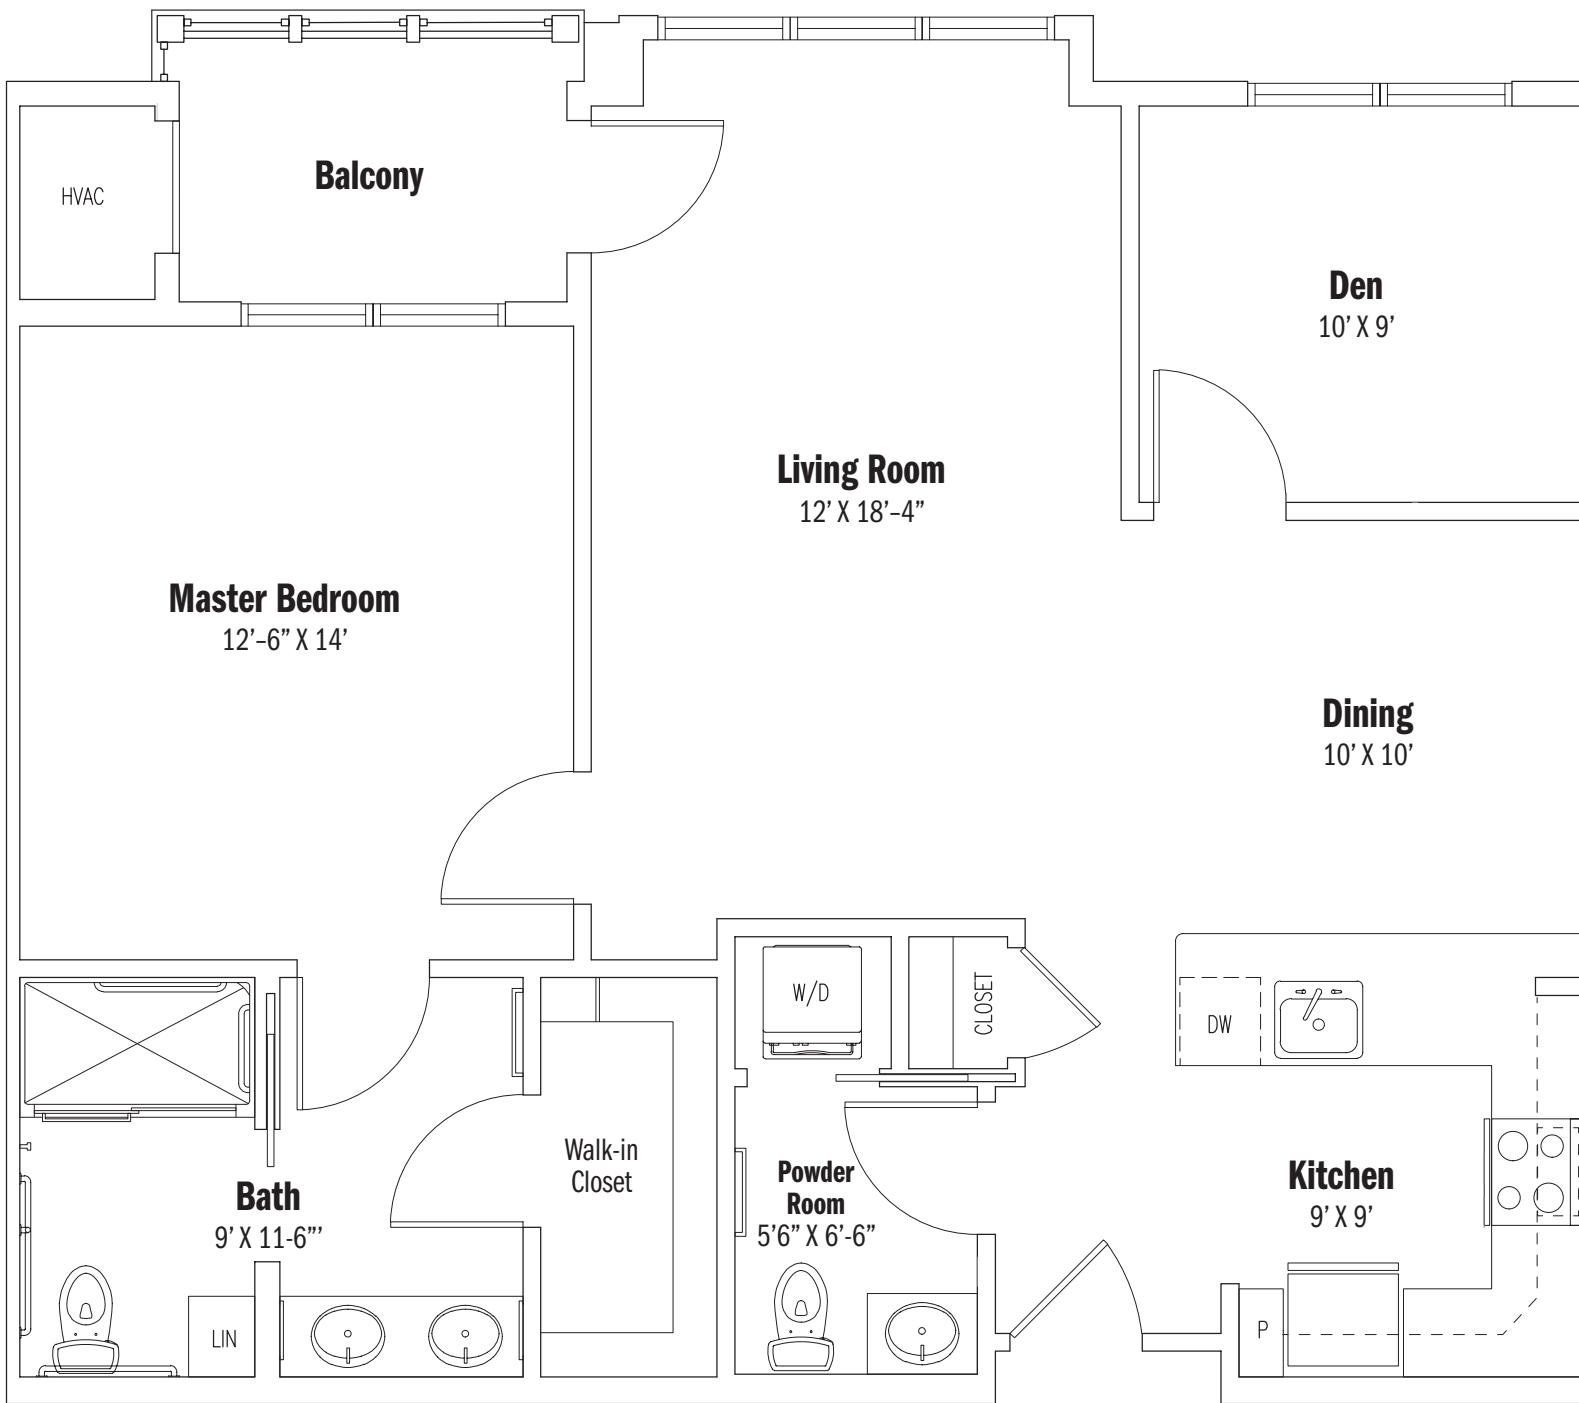 Balcony
HVAC
Den
10’ X 9’
Living Room
12’ X 18’-4”
Master Bedroom
12’-6” X 14’
Dining
10’ X 10’
W/D
CLOSET
DW
Walk-in
Closet
Powder
Room
5’6” X 6’-6”
Kitchen
9’ X 9’
Bath
9’ X 11-6”’
LIN
P